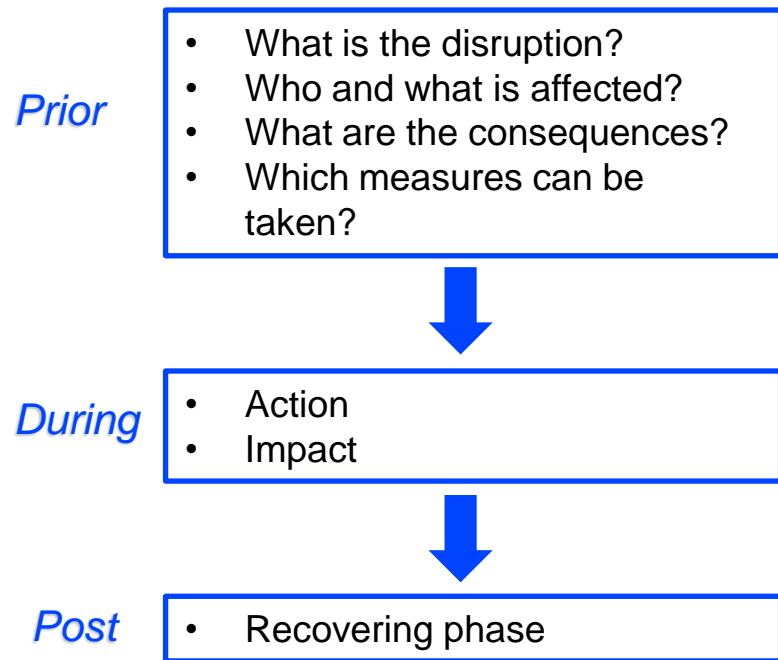 Prior
• What is the disruption?
• Who and what is affected?
• What are the consequences?
• Which measures can be
taken?
During
• Action
• Impact
Post
• Recovering phase